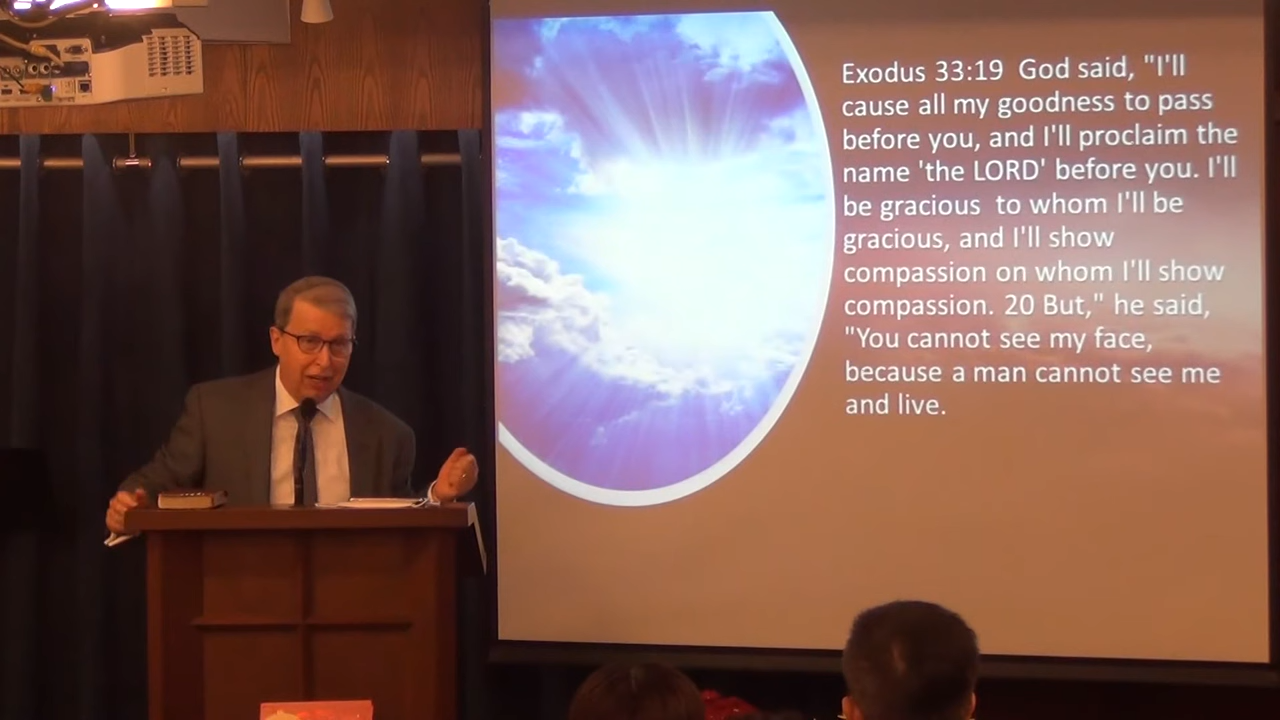 Exodus 33:19  God said, "I'll
cause all my goodness to pass
before you, and I'll proclaim the
name 'the LORD' before you. I'll
be gracious  to whom I'll be
gracious, and I'll show
compassion on whom I'll show
compassion. 20 But," he said,
"You cannot see my face,
because a man cannot see me
and live.